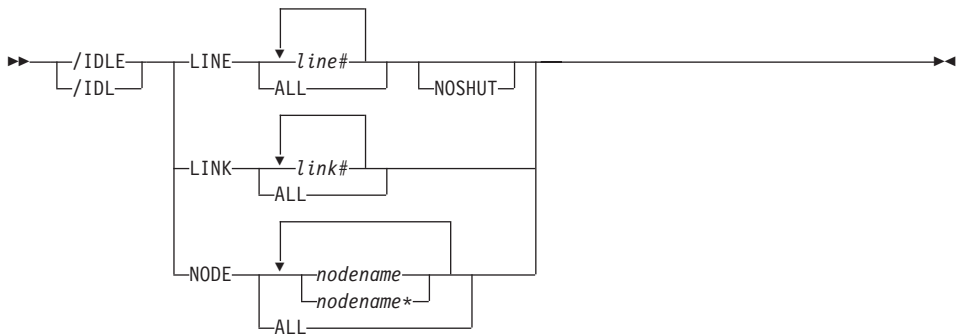 /IDLE LINE line#
/IDL ALL NOSHUT
LINK link#
ALL
NODE nodename
nodename*
ALL